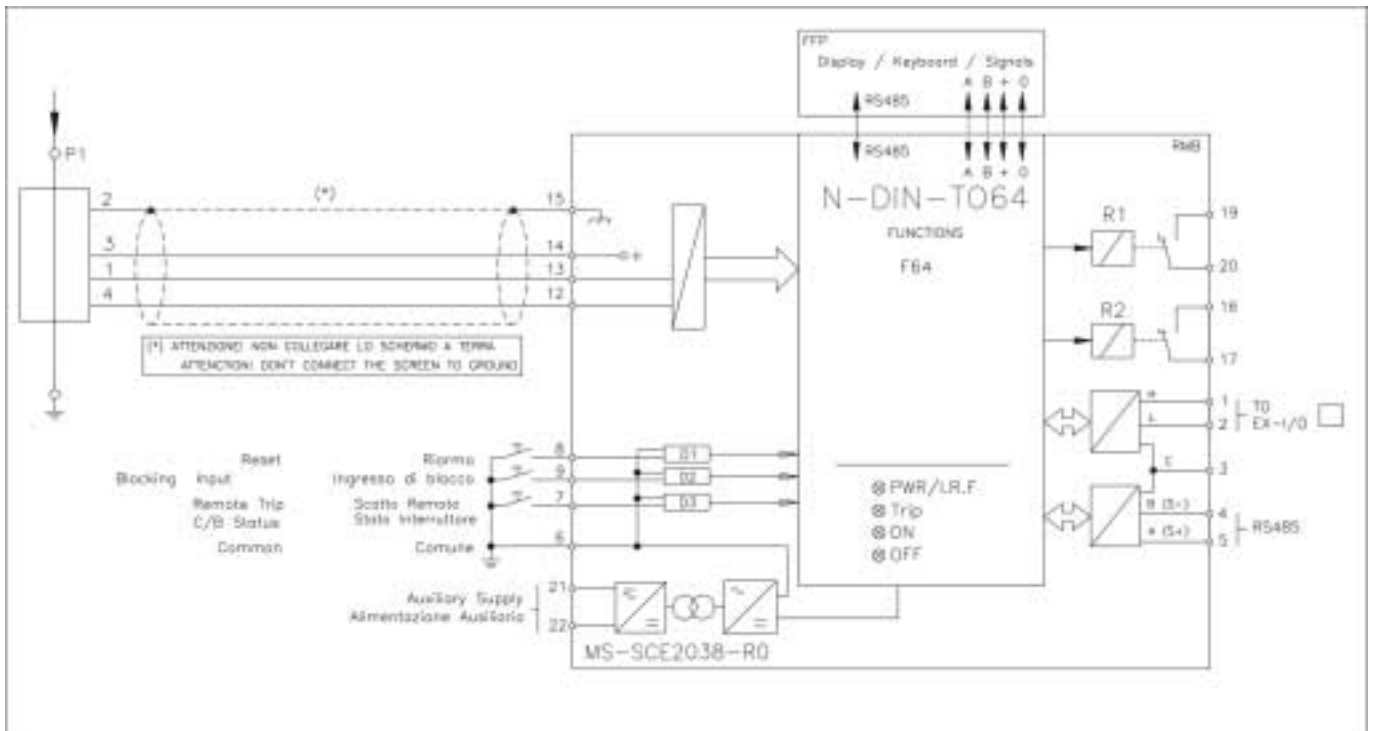 FFP
Display / Keyboard / Signals
A B + 0
RS485
RS485
A B + 0
RMB
P1
N-DIN-TO64
FUNCTIONS
F64
2
(*)
15
3
14
+
1
13
4
12
(*) ATTENZIONE! NON COLLEGARE LO SCHERMO A TERRA
ATTENCTION! DON'T CONNECT THE SCREEN TO GROUND
R1
19
20
R2
18
17
1
2
TO
EX-I/O
3
B (S-)
4
A (S+)
5
RS485
Reset
Riarmo
8
D1
Blocking Input
Ingresso di blocco
9
D2
Remote Trip
Scatto Remoto
7
D3
C/B Status
Stato Interruttore
Common
Comune
6
PWR/I.R.F.
Trip
ON
OFF
Auxiliary Supply
Alimentazione Ausiliaria
21
22
MS-SCE2038-R0